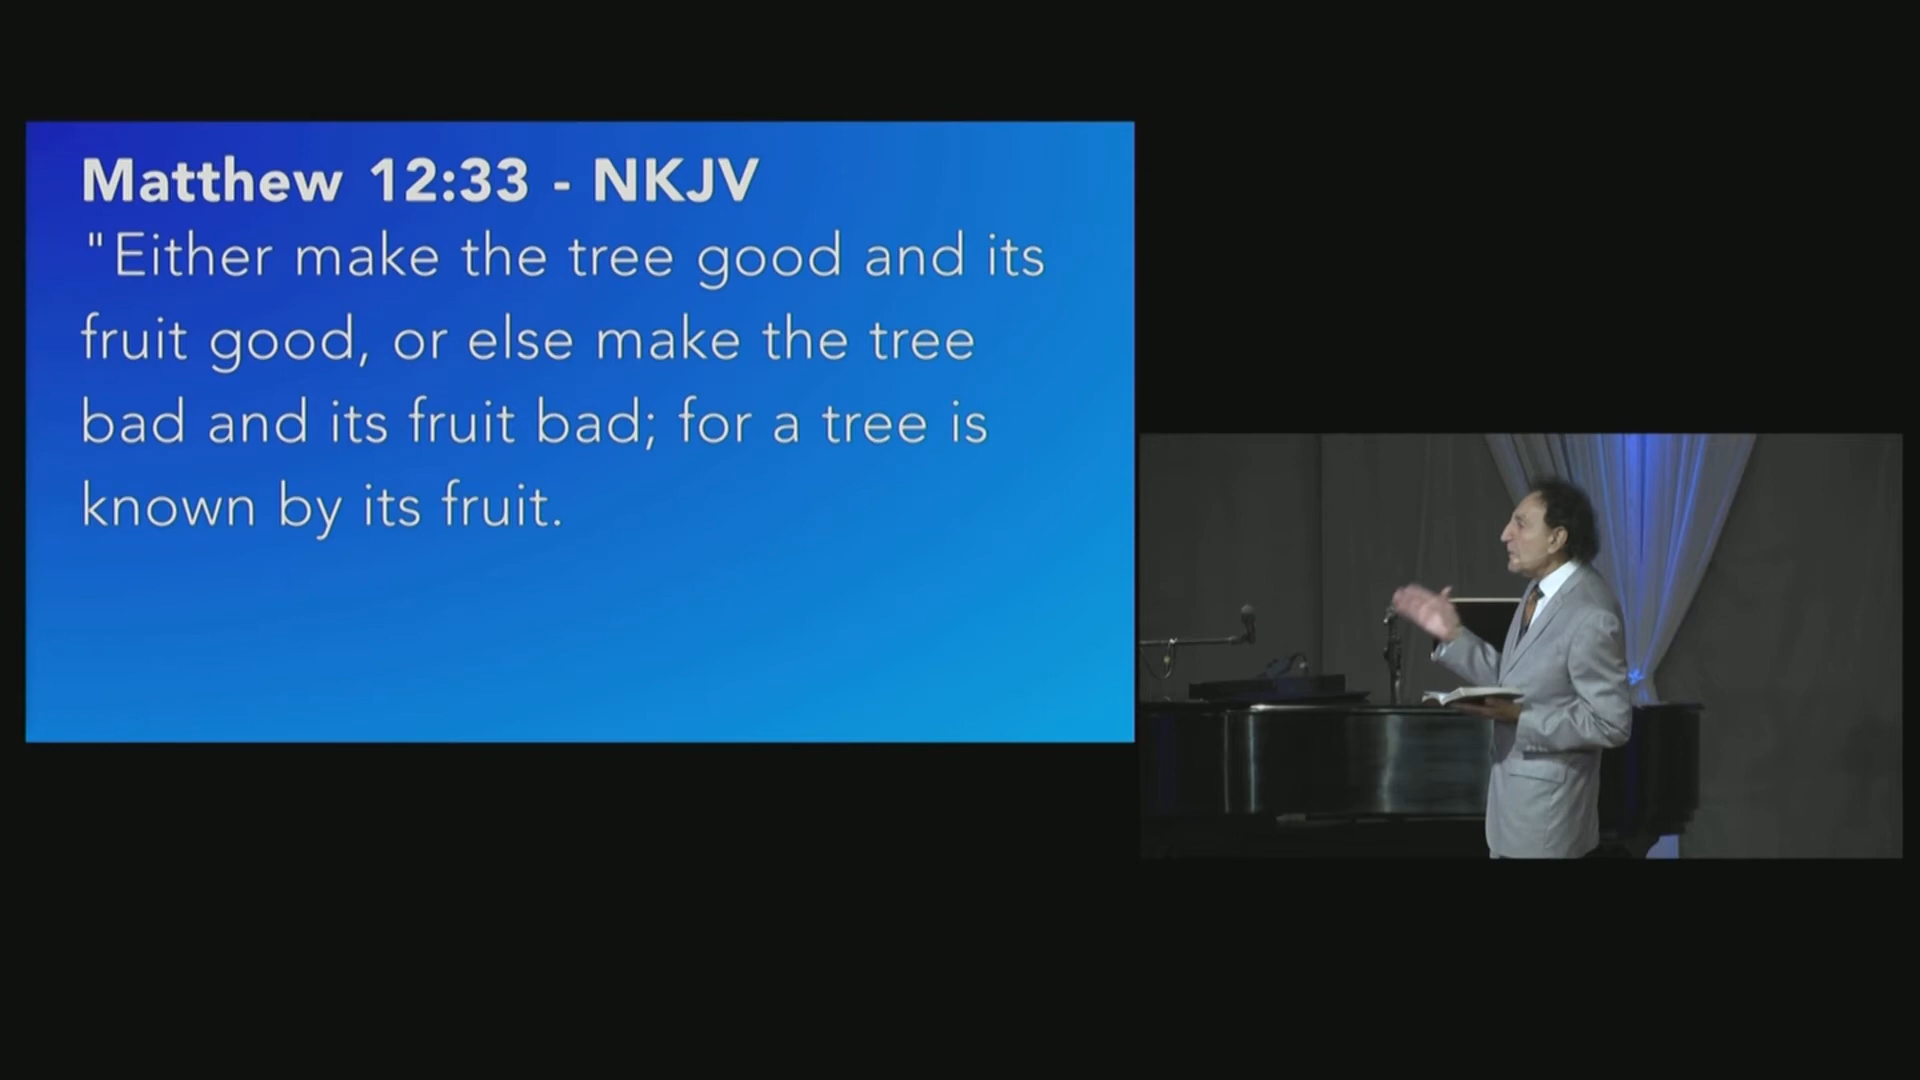 Matthew 12:33 - NKJV
"Either make the tree good and its
fruit good, or else make the tree
bad and its fruit bad; for a tree is
known by its fruit.